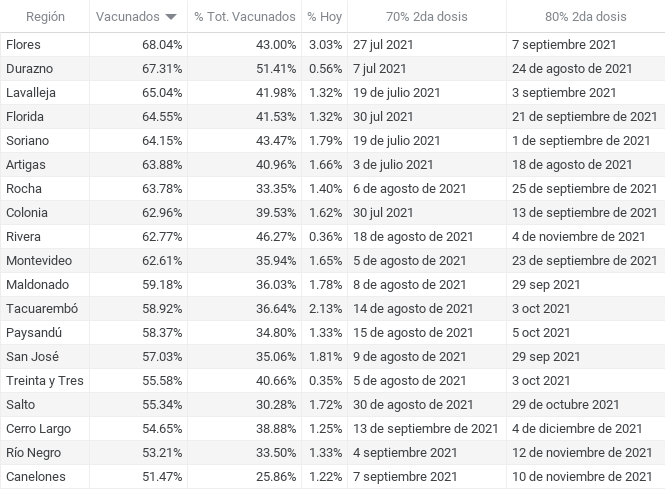 Región Vacunados % Tot. Vacunados % Hoy 70% 2da dosis 80% 2da dosis
Flores 68.04% 43.00% 3.03% 27 jul 2021 7 septiembre 2021
Durazno 67.31% 51.41% 0.56% 7 jul 2021 24 de agosto de 2021
Lavalleja 65.04% 41.98% 1.32% 19 de julio 2021 3 septiembre 2021
Florida 64.55% 41.53% 1.32% 30 jul 2021 21 de septiembre de 2021
Soriano 64.15% 43.47% 1.79% 19 de julio 2021 1 de septiembre de 2021
Artigas 63.88% 40.96% 1.66% 3 de julio 2021 18 de agosto de 2021
Rocha 63.78% 33.35% 1.40% 6 de agosto de 2021 25 de septiembre de 2021
Colonia 62.96% 39.53% 1.62% 30 jul 2021 13 de septiembre de 2021
Rivera 62.77% 46.27% 0.36% 18 de agosto de 2021 4 de noviembre de 2021
Montevideo 62.61% 35.94% 1.65% 5 de agosto de 2021 23 de septiembre de 2021
Maldonado 59.18% 36.03% 1.78% 8 de agosto de 2021 29 sep 2021
Tacuarembó 58.92% 36.64% 2.13% 14 de agosto de 2021 3 oct 2021
Paysandú 58.37% 34.80% 1.33% 15 de agosto de 2021 5 oct 2021
San José 57.03% 35.06% 1.81% 9 de agosto de 2021 29 sep 2021
Treinta y Tres 55.58% 40.66% 0.35% 5 de agosto de 2021 3 oct 2021
Salto 55.34% 30.28% 1.72% 30 de agosto de 2021 29 de octubre de 2021
Cerro Largo 54.65% 38.88% 1.25% 13 de septiembre de 2021 4 de diciembre de 2021
Río Negro 53.21% 33.50% 1.33% 4 septiembre 2021 12 de noviembre de 2021
Canelones 51.47% 25.86% 1.22% 7 septiembre 2021 10 de noviembre de 2021